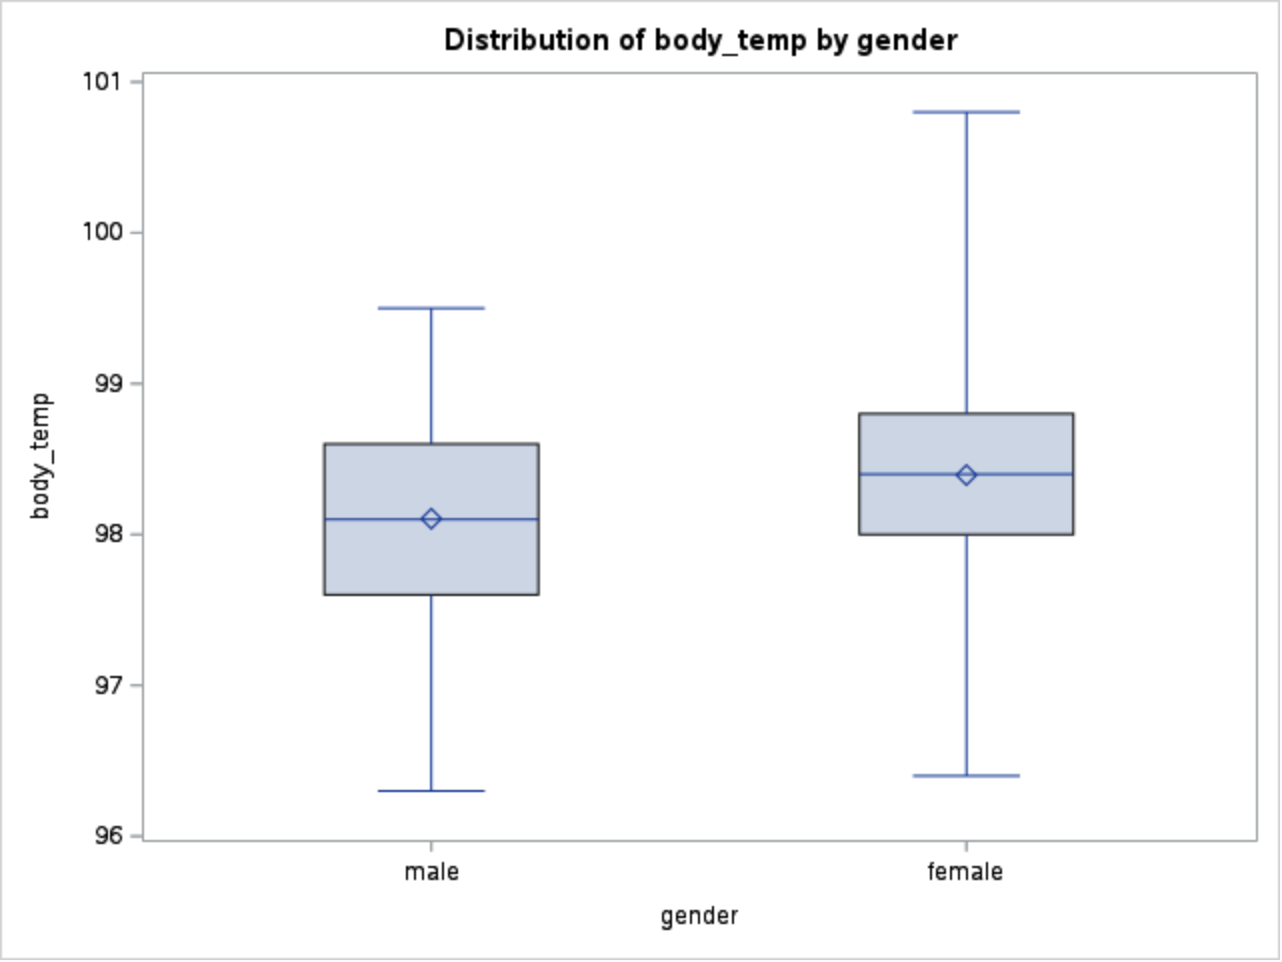 Distribution of body_temp by gender
101
100
99
98
97
96
body_temp
male female
gender